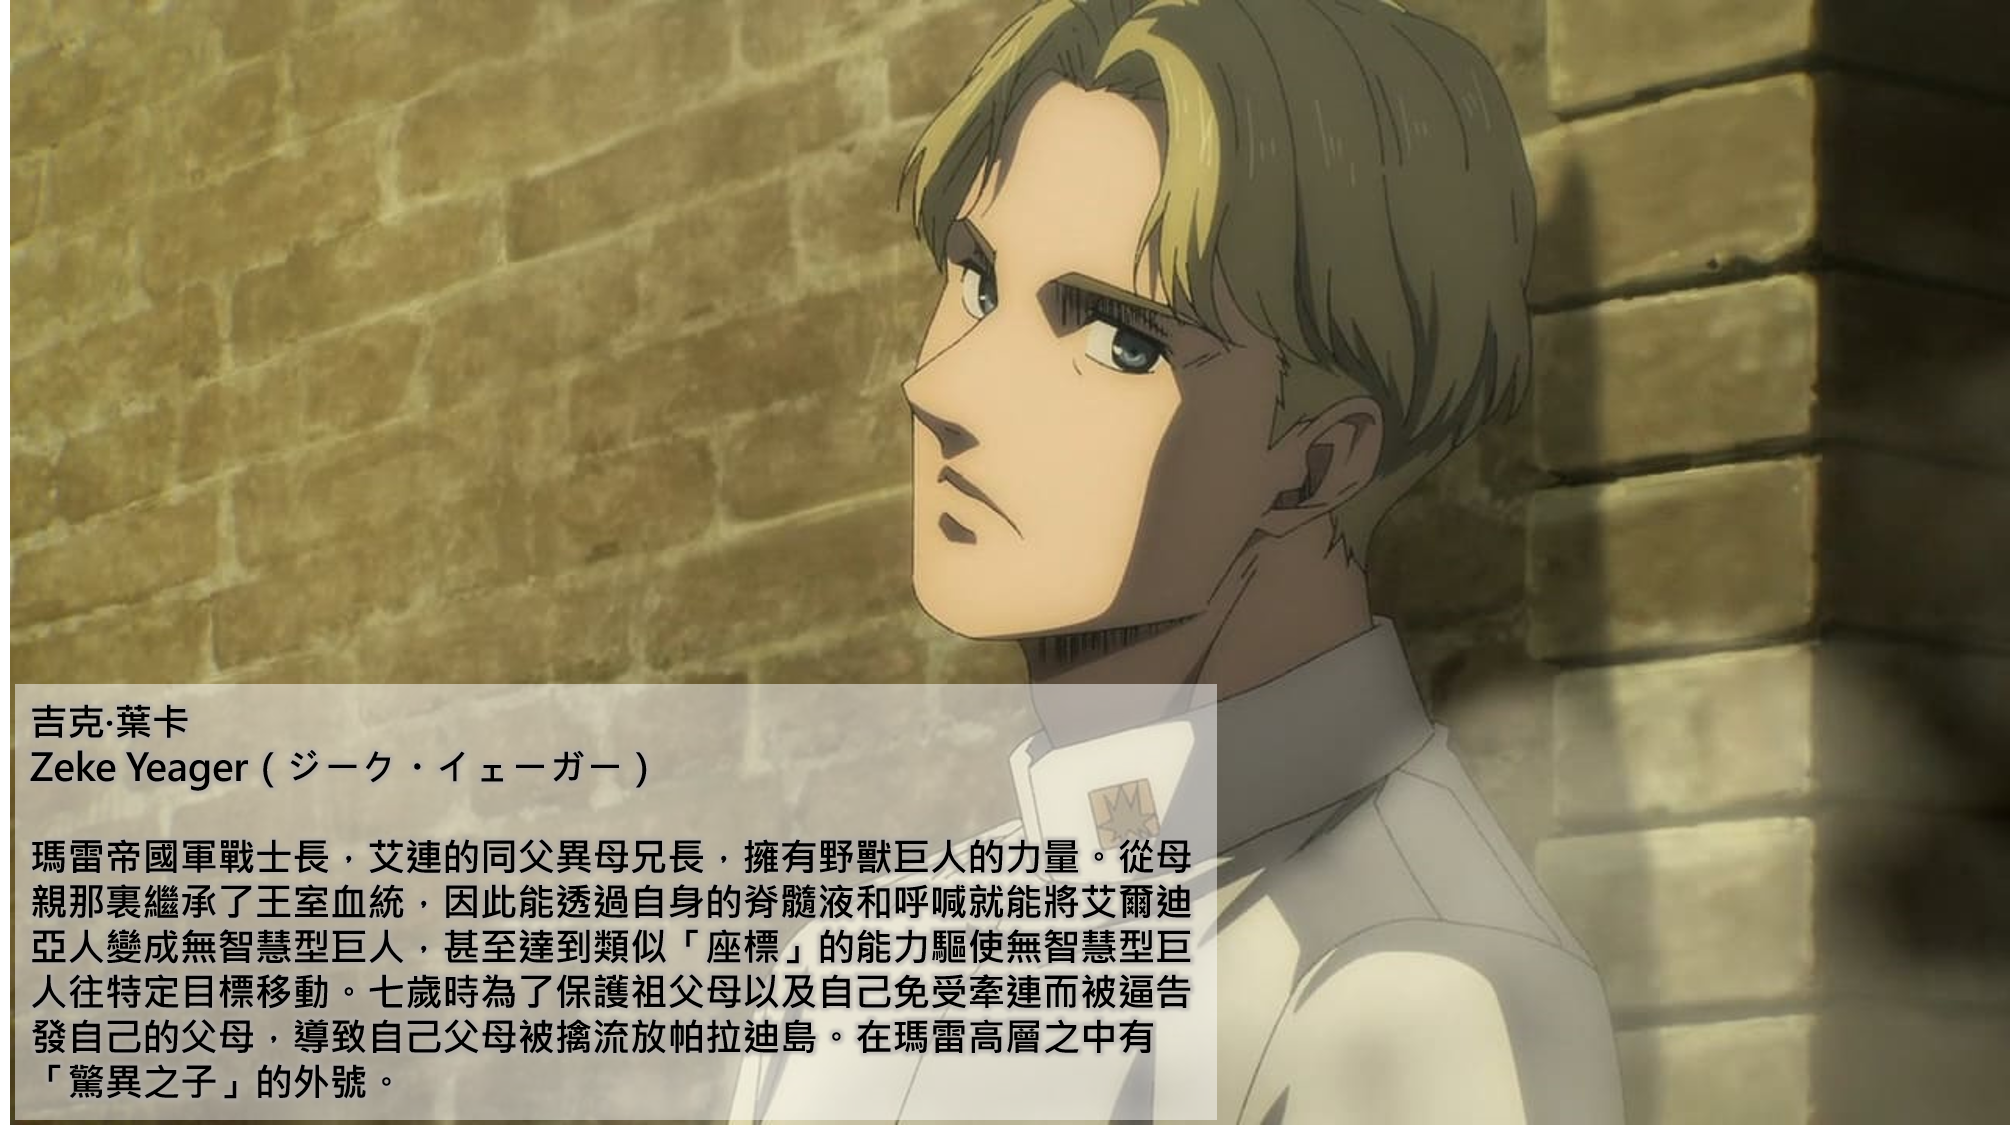 吉克·葉卡
Zeke Yeager（ジーク・イェーガー）
瑪雷帝國軍戰士長，艾連的同父異母兄長，擁有野獸巨人的力量。從母
親那裏繼承了王室血統，因此能透過自身的脊髓液和呼喊就能將艾爾迪
亞人變成無智慧型巨人，甚至達到類似「座標」的能力驅使無智慧型巨
人往特定目標移動。七歲時為了保護祖父母以及自己免受牽連而被逼告
發自己的父母，導致自己父母被擒流放帕拉迪島。在瑪雷高層之中有
「驚異之子」的外號。